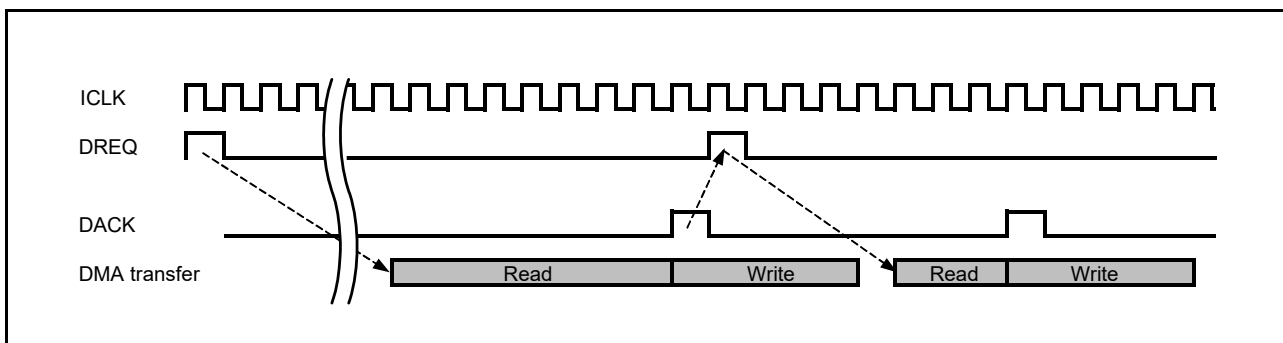 ICLK
DREQ
DACK
DMA transfer Read Write Read Write